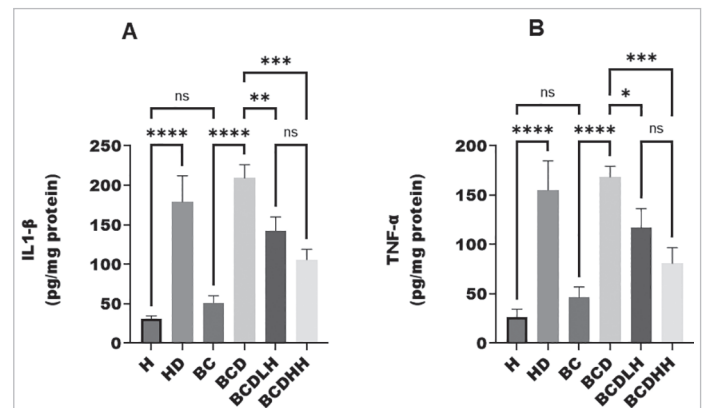 A
***
ns
**
****
****
ns
250
200
150
100
50
0
IL1-β
(pg/mg protein)
H
HD
BC
BCD
BCDLH
BCDHH
B
***
ns
*
****
****
ns
200
150
100
50
0
TNF-α
(pg/mg protein)
H
HD
BC
BCD
BCDLH
BCDHH